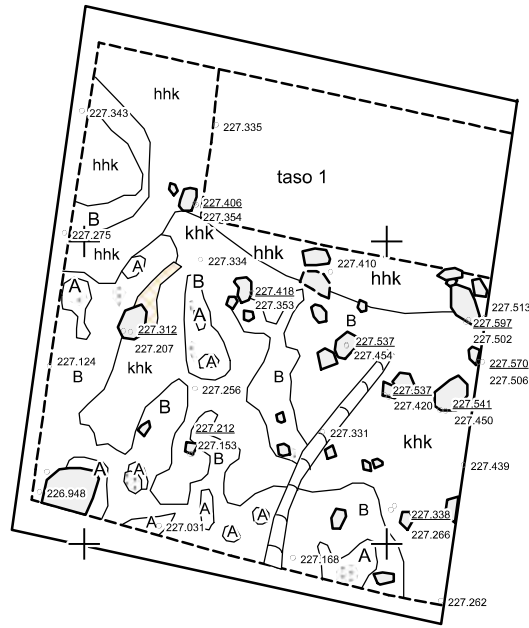 hhk
227.343
227.335
hhk
taso 1
227.406
227.354
B
227.275
khk
hhk
hhk
227.334
227.410
hhk
A
A
B
227.418
227.353
A
B
227.513
227.597
227.502
227.312
227.207
227.537
227.454
227.124
A
227.570
227.506
B
khk
B
227.256
227.537
227.420
227.541
227.450
B
227.212
227.153
B
227.331
khk
227.439
A
A
226.948
A
A
B
227.338
227.266
A
227.031
A
A
227.168
227.262